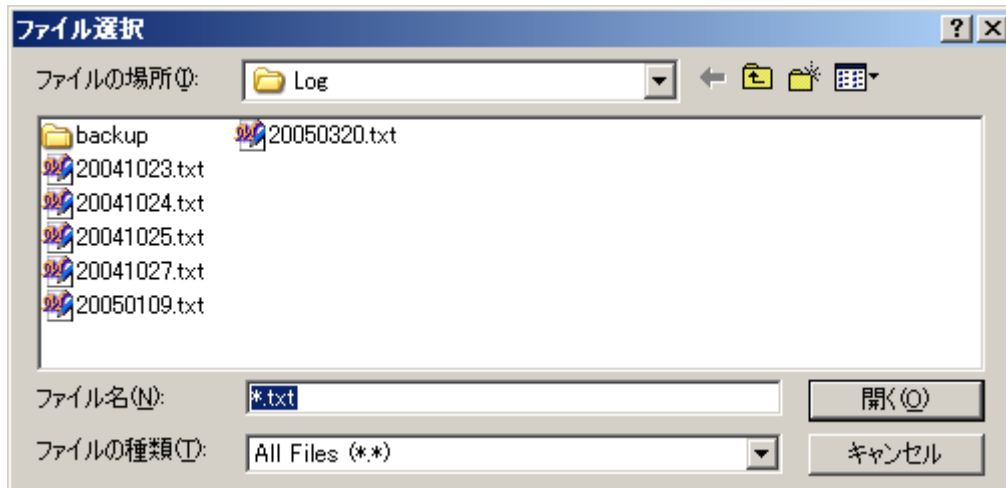 ファイル選択
ファイルの場所(I):
Log
backup
20041023.txt
20041024.txt
20041025.txt
20041027.txt
20050109.txt
20050320.txt
ファイル名(N):
*.txt
開く(O)
ファイルの種類(T):
All Files (*.*)
キャンセル